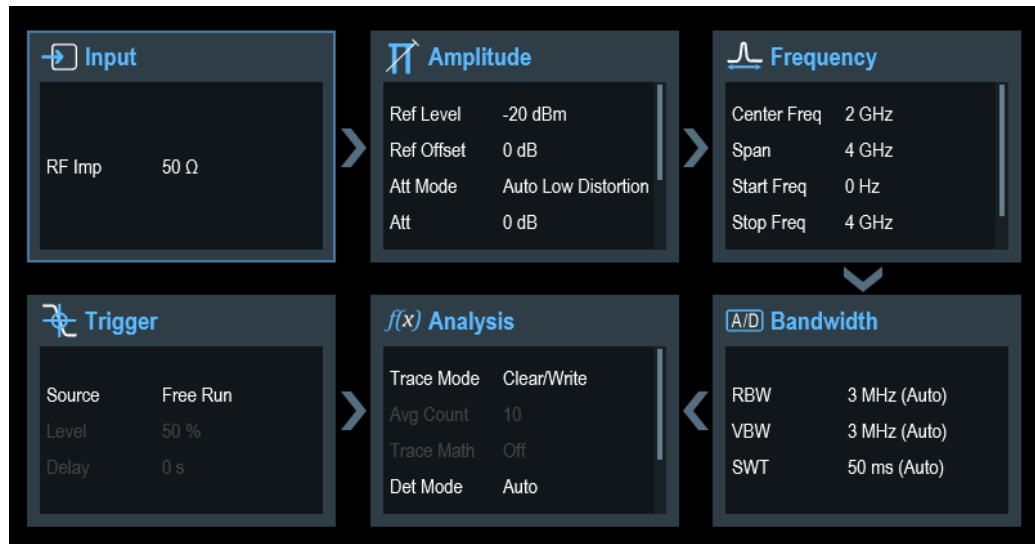 Input
RF Imp 50 Ω
Amplitude
Ref Level -20 dBm
Ref Offset 0 dB
Att Mode Auto Low Distortion
Att 0 dB
Frequency
Center Freq 2 GHz
Span 4 GHz
Start Freq 0 Hz
Stop Freq 4 GHz
Trigger
Source Free Run
Level 50 %
Delay 0 s
f(x) Analysis
Trace Mode Clear/Write
Avg Count 10
Trace Math Off
Det Mode Auto
A/D Bandwidth
RBW 3 MHz (Auto)
VBW 3 MHz (Auto)
SWT 50 ms (Auto)